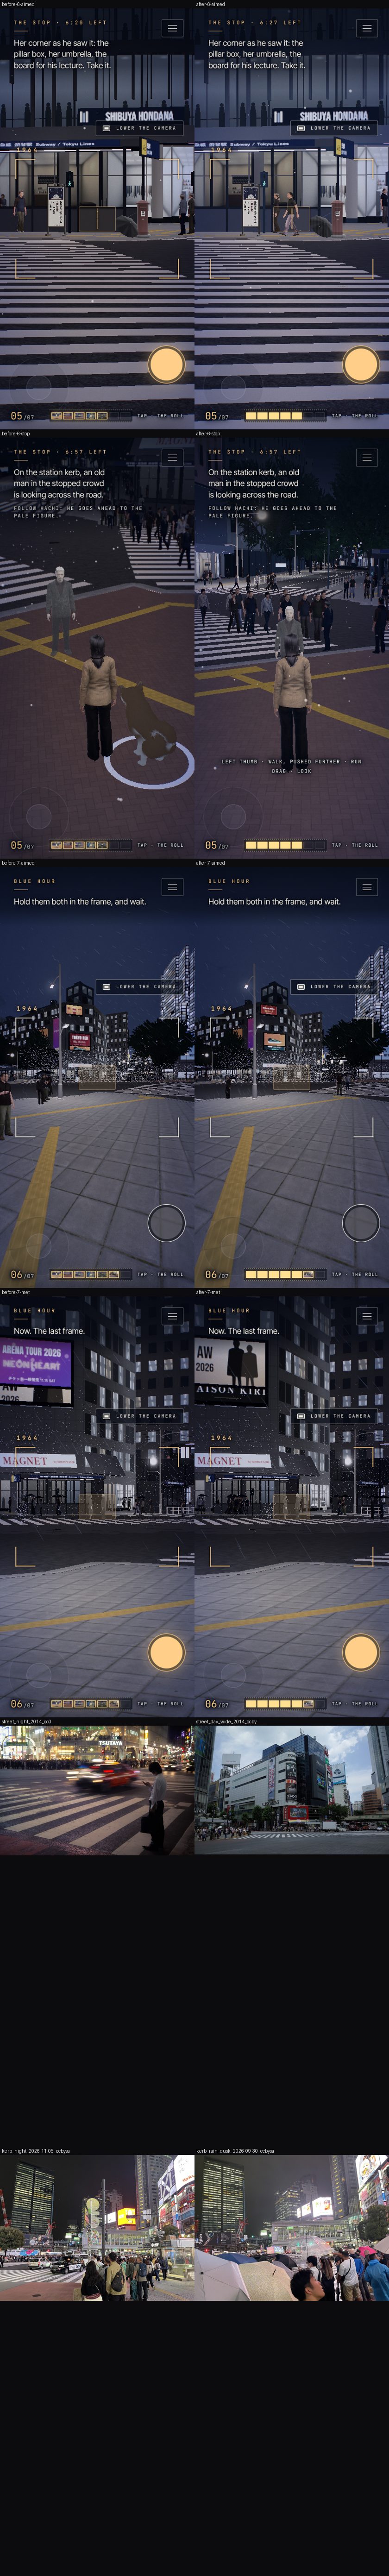 before-6-aimed
after-6-aimed
THE STOP · 6:28 LEFT
Her corner as he saw it: the
pillar box, her umbrella, the
board for his lecture. Take it.
SHIBUYA HONDANA
LOWER THE CAMERA
Subway Lines
1964
05/07
TAP · THE ROLL
THE STOP · 6:27 LEFT
Her corner as he saw it: the
pillar box, her umbrella, the
board for his lecture. Take it.
SHIBUYA HONDANA
LOWER THE CAMERA
Subway Lines
1964
05/07
TAP · THE ROLL
before-6-stop
after-6-stop
THE STOP · 6:57 LEFT
On the station kerb, an old
man in the stopped crowd
is looking across the road.
FOLLOW HACHI: HE GOES AHEAD TO THE
PALE FIGURE.
05/07
TAP · THE ROLL
THE STOP · 6:57 LEFT
On the station kerb, an old
man in the stopped crowd
is looking across the road.
FOLLOW HACHI: HE GOES AHEAD TO THE
PALE FIGURE.
LEFT THUMB · WALK, PUSHED FURTHER · RUN
DRAG · LOOK
05/07
TAP · THE ROLL
before-7-aimed
after-7-aimed
BLUE HOUR
Hold them both in the frame, and wait.
LOWER THE CAMERA
1964
06/07
TAP · THE ROLL
BLUE HOUR
Hold them both in the frame, and wait.
LOWER THE CAMERA
1964
06/07
TAP · THE ROLL
before-7-met
after-7-met
BLUE HOUR
Now. The last frame.
ARENA TOUR 2026
NEON HEART
AW
2026
LOWER THE CAMERA
1964
MAGNET
06/07
TAP · THE ROLL
BLUE HOUR
Now. The last frame.
AW
2026
MAISON KIRI
LOWER THE CAMERA
1964
MAGNET
06/07
TAP · THE ROLL
street_night_2014_cc0
street_day_wide_2014_ccby
TSUTAYA
kerb_night_2026-11-05_ccbysa
kerb_rain_dusk_2026-09-30_ccbysa